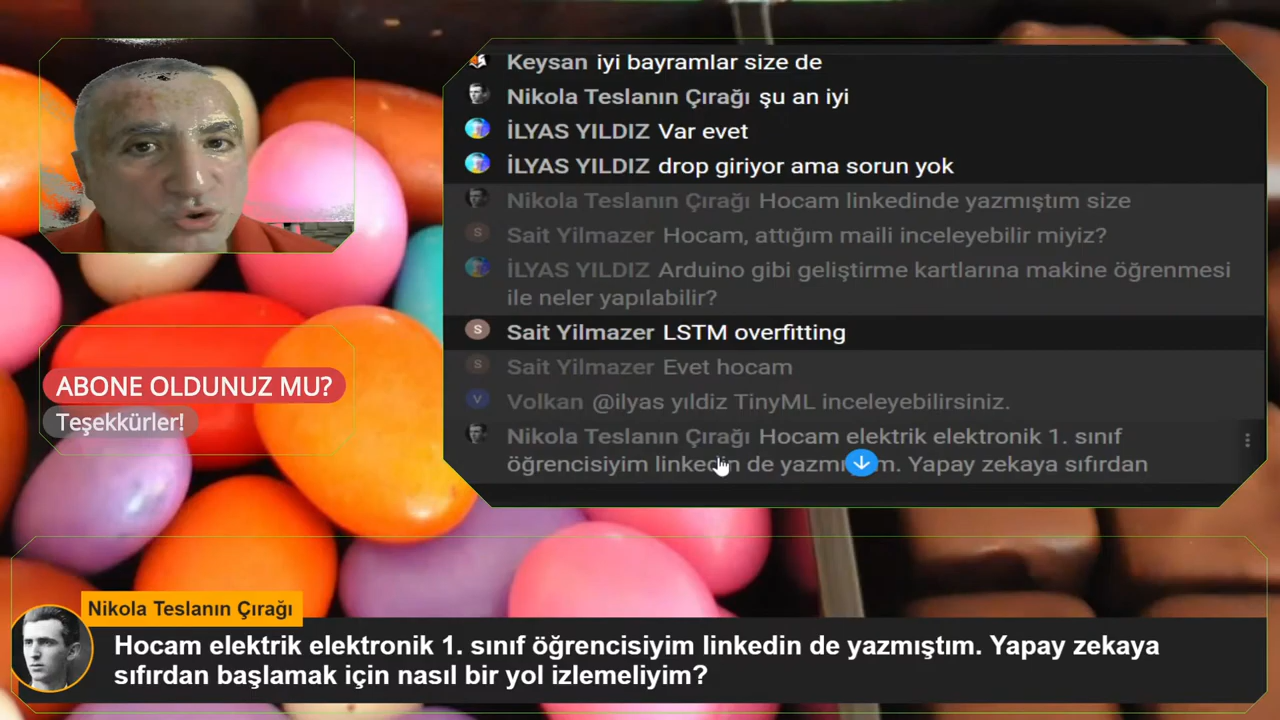 Keysan iyi bayramlar size de
Nikola Teslanın Çırağı şu an iyi
İLYAS YILDIZ Var evet
İLYAS YILDIZ drop giriyor ama sorun yok
Nikola Teslanın Çırağı Hocam linkedinde yazmıştım size
S Sait Yilmazer Hocam, attığım maili inceleyebilir miyiz?
İLYAS YILDIZ Arduino gibi geliştirme kartlarına makine öğrenmesi
ile neler yapılabilir?
S Sait Yilmazer LSTM overfitting
S Sait Yilmazer Evet hocam
V Volkan @ilyas yıldiz TinyML inceleyebilirsiniz.
Nikola Teslanın Çırağı Hocam elektrik elektronik 1. sınıf
öğrencisiyim linkedin de Yapay zekaya sıfırdan
ABONE OLDUNUZ MU?
Teşekkürler!
Nikola Teslanın Çırağı
Hocam elektrik elektronik 1. sınıf öğrencisiyim linkedin de yazmıştım. Yapay zekaya
sıfırdan başlamak için nasıl bir yol izlemeliyim?